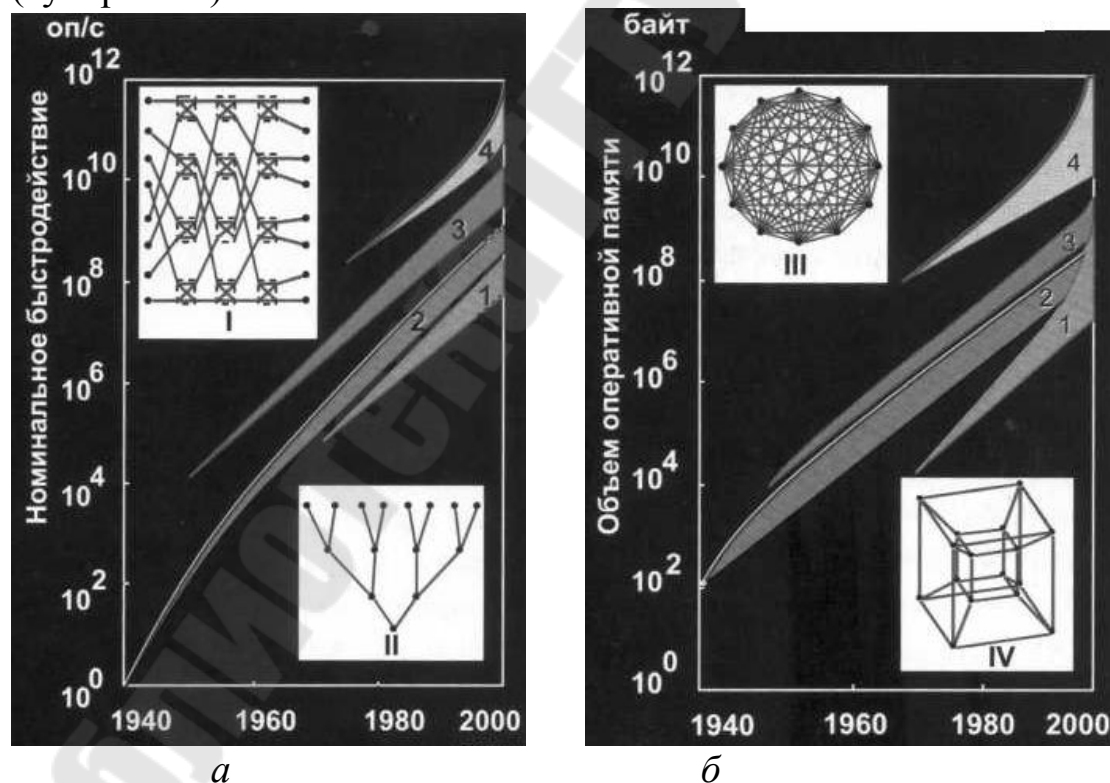 оп/с
Номинальное быстродействие
10^12
10^10
10^8
10^6
10^4
10^2
10^0
1940 1960 1980 2000
1
2
3
4
I
II
а
байт
Объем оперативной памяти
10^12
10^10
10^8
10^6
10^4
10^2
10^0
1940 1960 1980 2000
1
2
3
4
III
IV
б